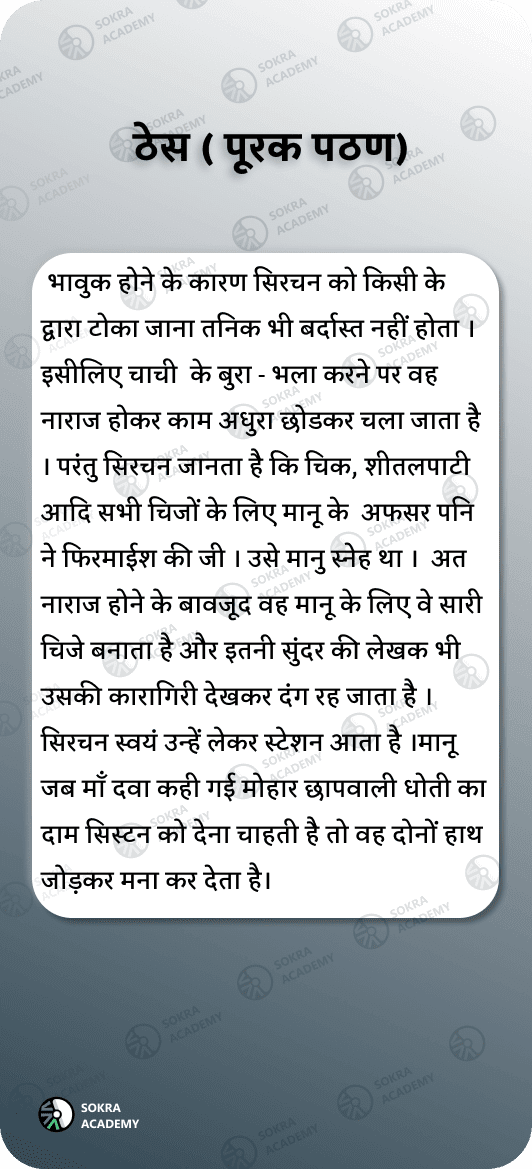 ठेस ( पूरक पठण)
भावुक होने के कारण सिरचन को किसी के
द्वारा टोका जाना तनिक भी बर्दास्त नहीं होता ।
इसीलिए चाची के बुरा - भला करने पर वह
नाराज होकर काम अधुरा छोडकर चला जाता है
। परंतु सिरचन जानता है कि चिक, शीतलपाटी
आदि सभी चिजों के लिए मानू के अफसर पनि
ने फिरमाईश की जी । उसे मानु स्नेह था । अत
नाराज होने के बावजूद वह मानू के लिए वे सारी
चिजे बनाता है और इतनी सुंदर की लेखक भी
उसकी कारागिरी देखकर दंग रह जाता है ।
सिरचन स्वयं उन्हें लेकर स्टेशन आता है ।मानू
जब माँ दवा कही गई मोहार छापवाली धोती का
दाम सिस्टन को देना चाहती है तो वह दोनों हाथ
जोड़कर मना कर देता है।
SOKRA
ACADEMY